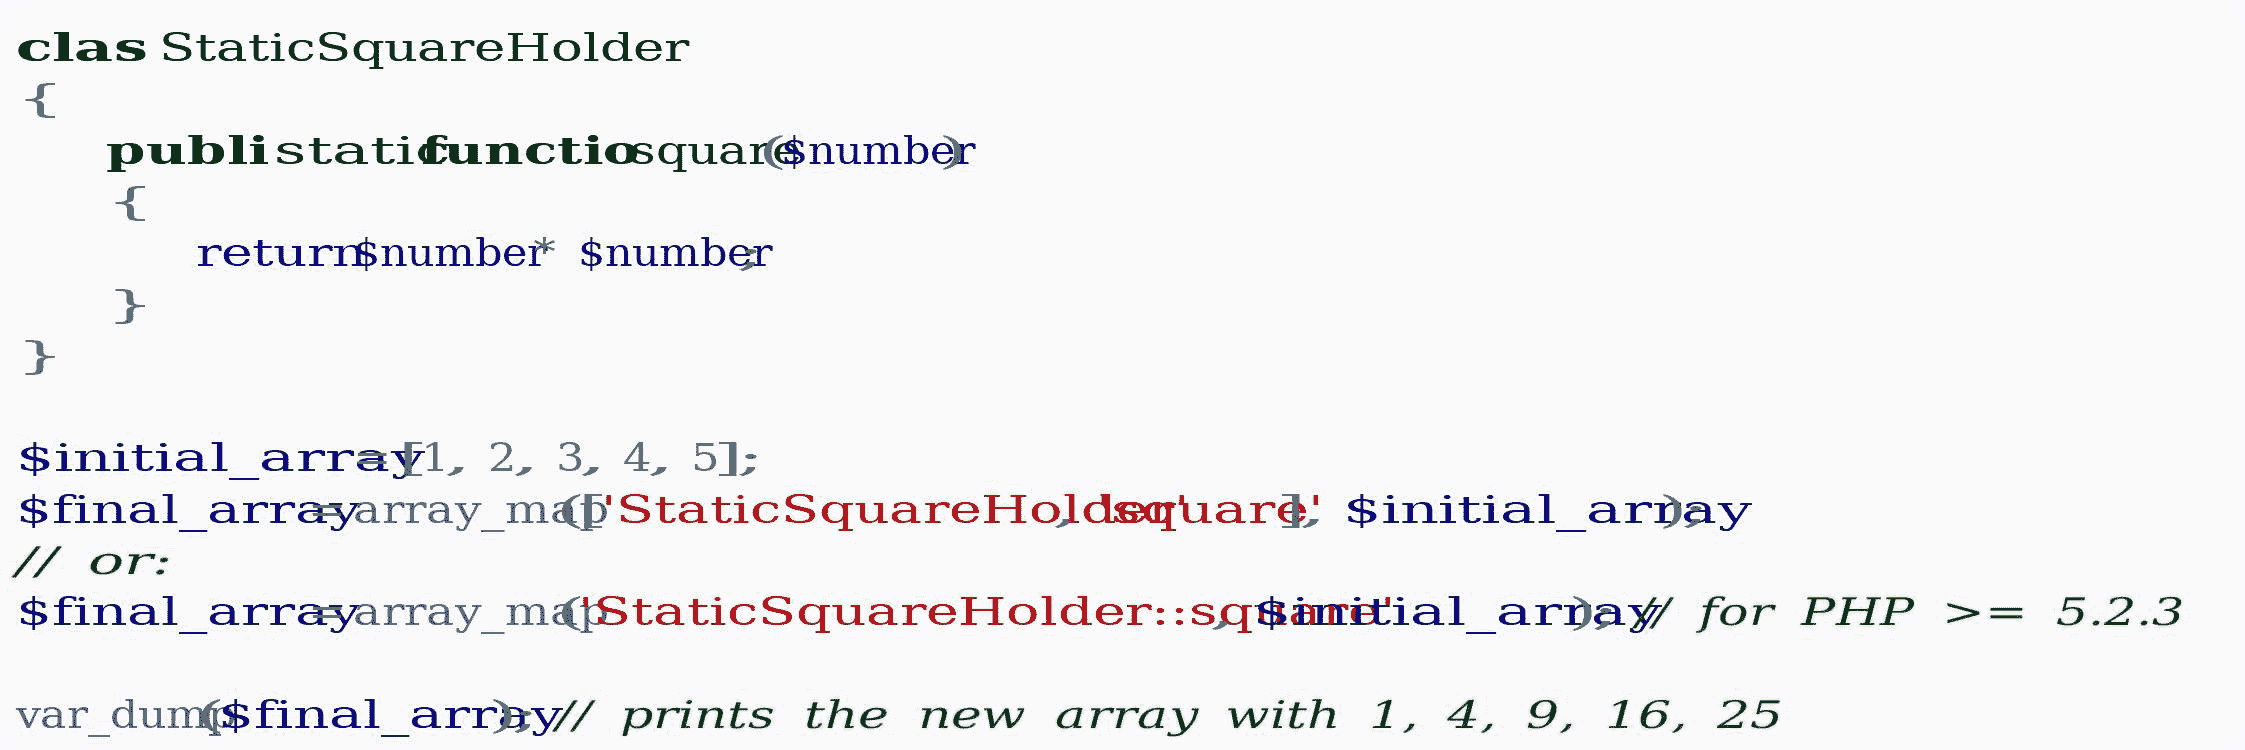 clas StaticSquareHolder
{
publi static functio square($number)
{
return $number * $number;
}
}
$initial_array = [1, 2, 3, 4, 5];
$final_array = array_map(['StaticSquareHolder', 'square'], $initial_array);
// or:
$final_array = array_map('StaticSquareHolder::square', $initial_array); // for PHP >= 5.2.3
var_dump($final_array); // prints the new array with 1, 4, 9, 16, 25